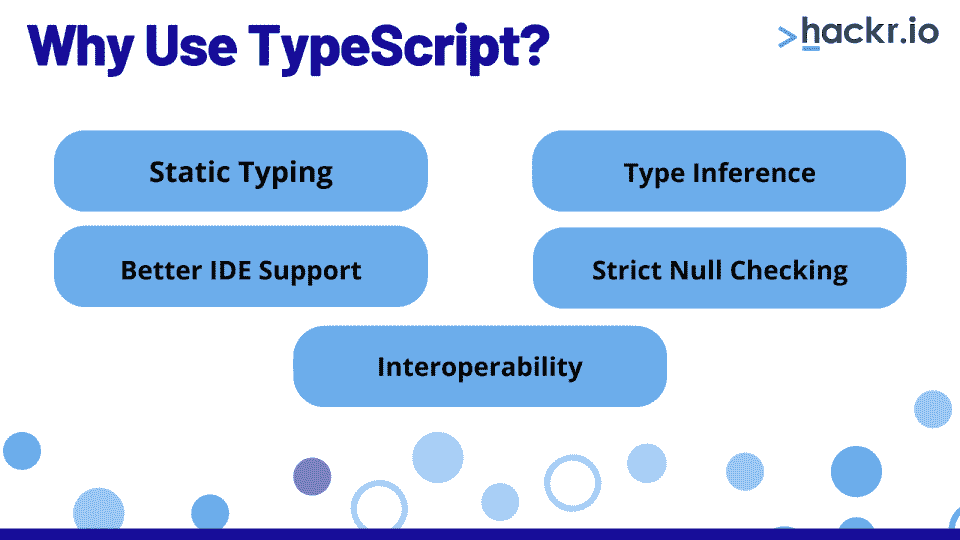 Why Use TypeScript?
>hackr.io
Static Typing
Type Inference
Better IDE Support
Strict Null Checking
Interoperability